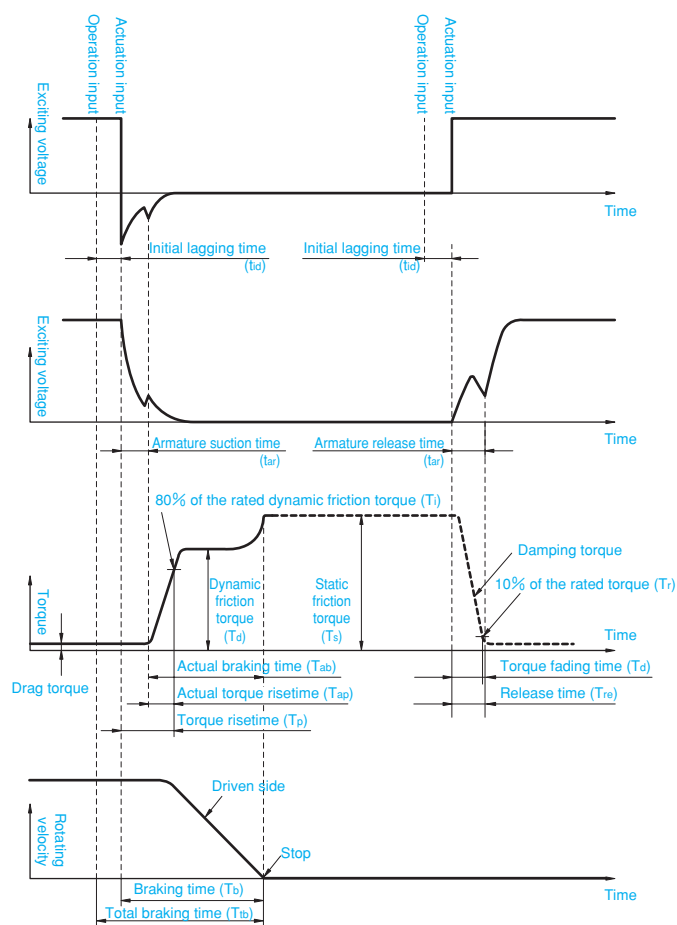 Operation input
Actuation input
Operation input
Actuation input
Exciting voltage
Time
Initial lagging time
(tid)
Initial lagging time
(tid)
Exciting voltage
Time
Armature suction time
(tar)
Armature release time
(tar)
80% of the rated dynamic friction torque (Ti)
Damping torque
10% of the rated torque (Tr)
Dynamic
friction
torque
(Td)
Static
friction
torque
(Ts)
Torque
Time
Drag torque
Actual braking time (Tab)
Torque fading time (Td)
Actual torque risetime (Tap)
Release time (Tre)
Torque risetime (Tp)
Driven side
Rotating
velocity
Stop
Braking time (Tb)
Time
Total braking time (Ttb)